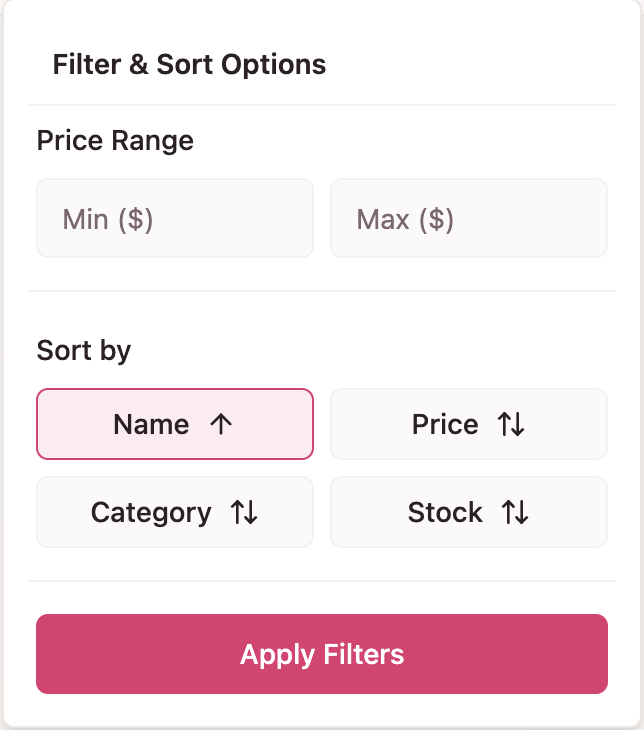 Filter & Sort Options
Price Range
Min ($) Max ($)
Sort by
Name ↑ Price ↑↓
Category ↑↓ Stock ↑↓
Apply Filters